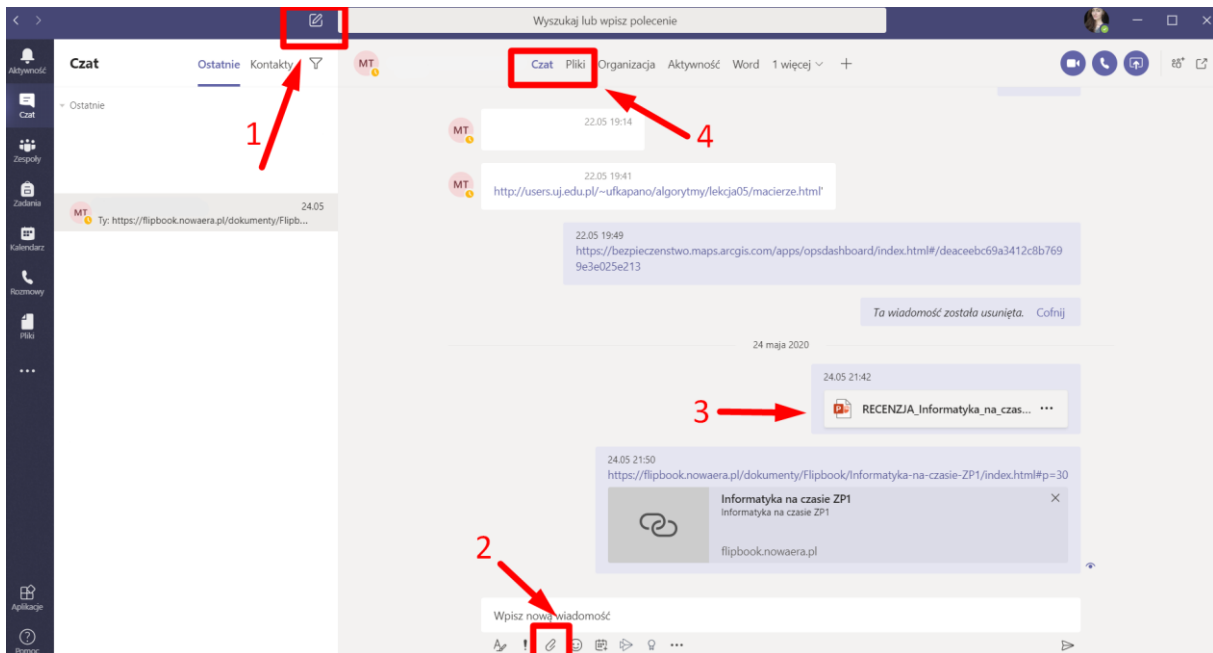 Wyszukaj lub wpisz polecenie
Aktywność
Czat
Zespoły
Zadania
Kalendarz
Rozmowy
Pliki
Aplikacje
Pomoc
Czat
Ostatnie Kontakty
Ostatnie
1
MT
24.05
Ty: https://flipbook.nowaera.pl/dokumenty/Flipb...
MT
Czat Pliki Organizacja Aktywność Word 1 więcej
4
MT
22.05 19:14
MT
22.05 19:41
http://users.uj.edu.pl/~ufkapano/algorytmy/lekcja05/macierze.html'
22.05 19:49
https://bezpieczenstwo.maps.arcgis.com/apps/opsdashboard/index.html#/deaceebc69a3412c8b769
9e3e025e213
Ta wiadomość została usunięta. Cofnij
24 maja 2020
24.05 21:42
3
RECENZJA_Informatyka_na_czas...
24.05 21:50
https://flipbook.nowaera.pl/dokumenty/Flipbook/Informatyka-na-czasie-ZP1/index.html#p=30
Informatyka na czasie ZP1
Informatyka na czasie ZP1
flipbook.nowaera.pl
2
Wpisz nową wiadomość